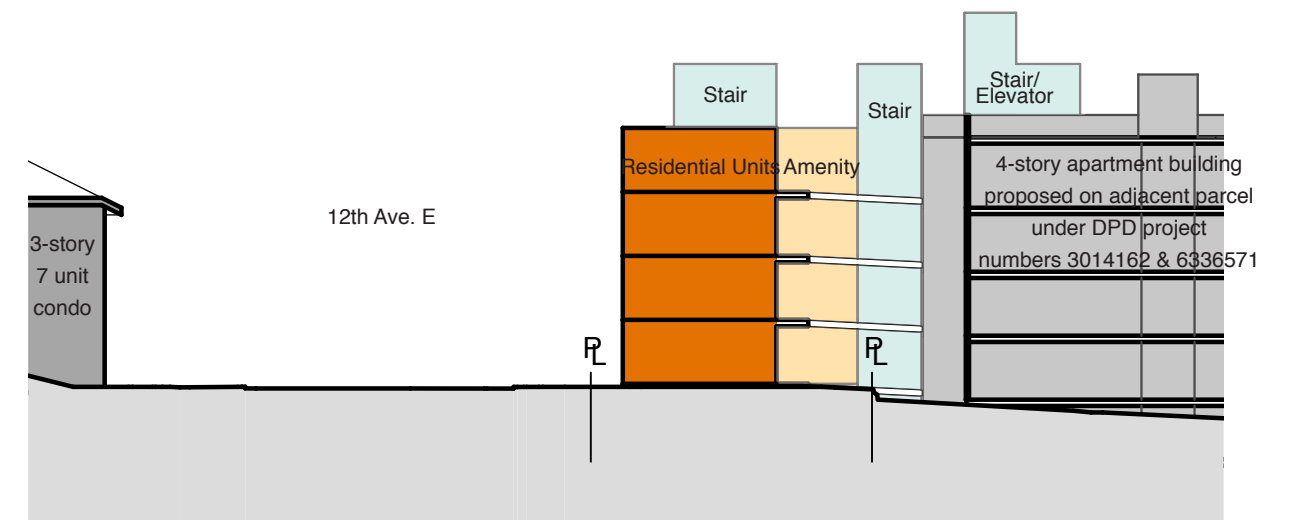 Stair
Stair
Stair/
Elevator
Residential Units
Amenity
4-story apartment building
proposed on adjacent parcel
under DPD project
numbers 3014162 & 6336571
12th Ave. E
3-story
7 unit
condo
PL
PL